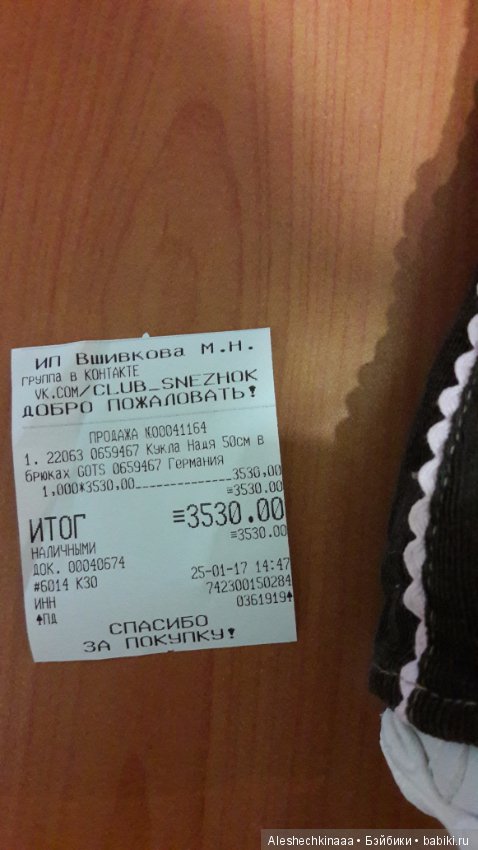 ИП Вшивкова М.Н.
ГРУППА В КОНТАКТЕ
VK.COM/CLUB_SNEZHOK
ДОБРО ПОЖАЛОВАТЬ!
ПРОДАЖА №00041164
1. 22063 0659467 Кукла Надя 50см в
брюках GOTS 0659467 Германия
1,000*3530,00 3530,00
≡3530.00
ИТОГ ≡3530.00
НАЛИЧНЫМИ ≡3530.00
ДОК. 00040674 25-01-17 14:47
#6014 К30 742300150284
ИНН 0361919
ПД
СПАСИБО
ЗА ПОКУПКУ!
Aleshechkinaaa • Бэйбики • babiki.ru